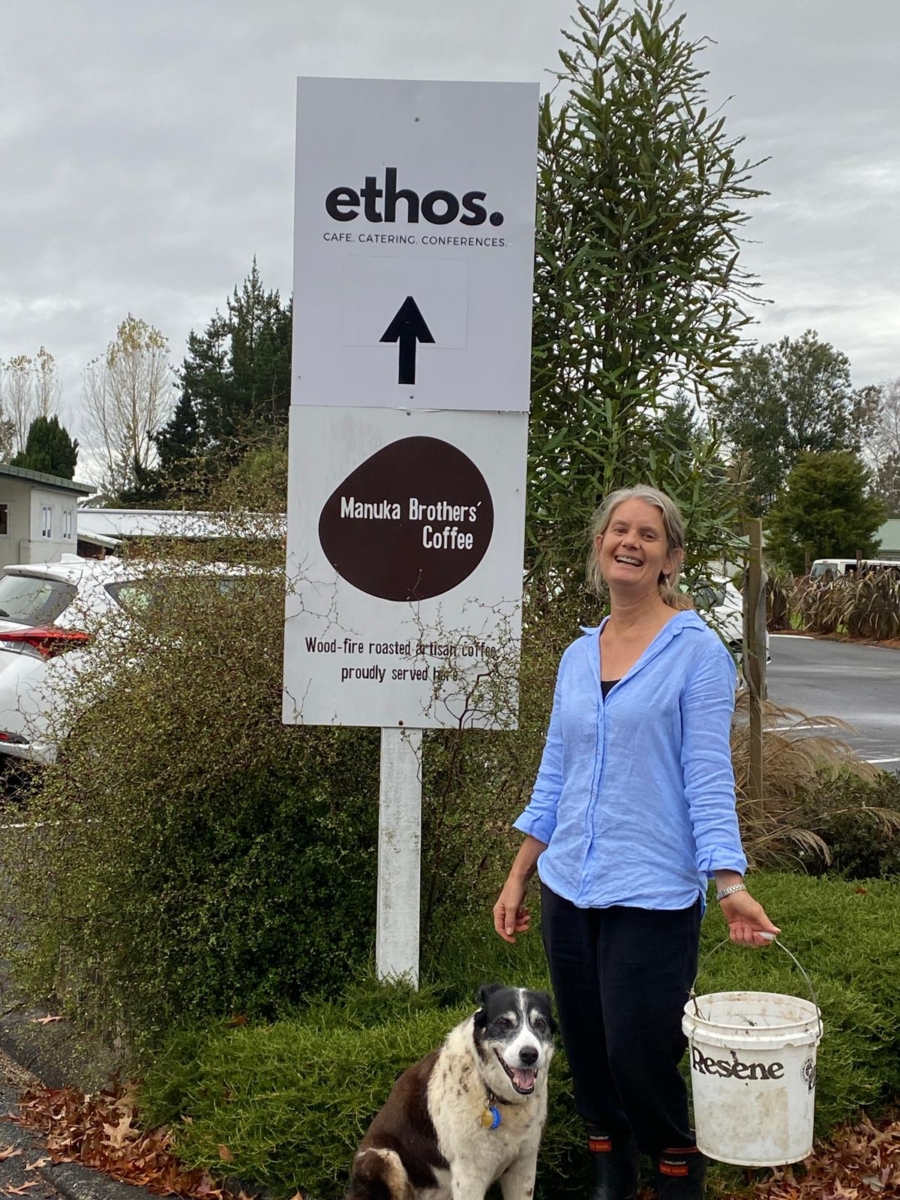 ethos.
CAFE. CATERING. CONFERENCES.
Manuka Brothers'
Coffee
Wood-fire roasted artisan coffee
proudly served here
Resene